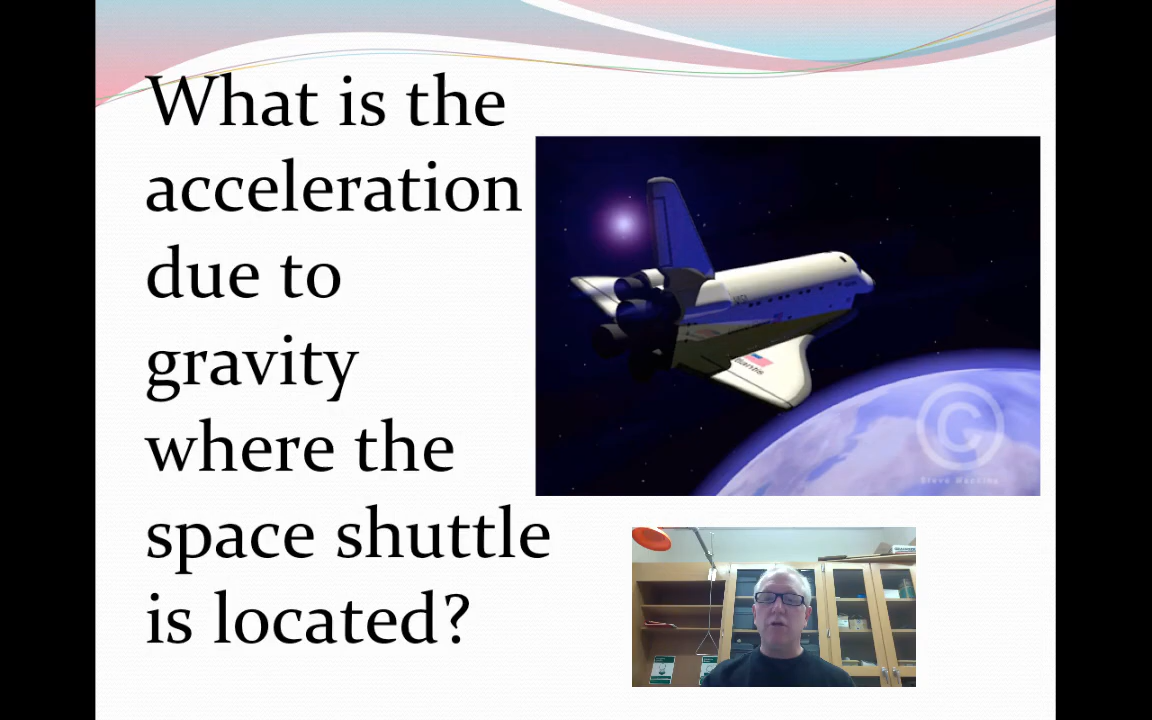 What is the
acceleration
due to
gravity
where the
space shuttle
is located?